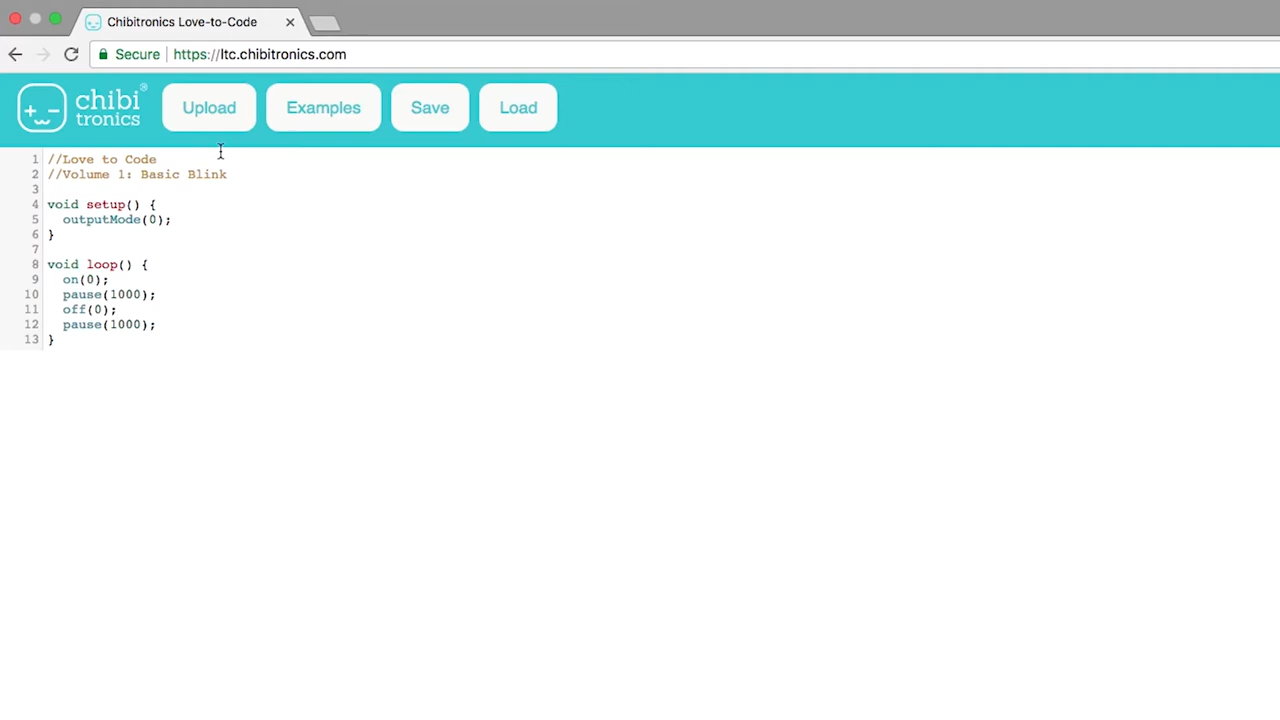 Chibitronics Love-to-Code
Secure https://ltc.chibitronics.com
chibi®
tronics
Upload Examples Save Load
1 //Love to Code
2 //Volume 1: Basic Blink
3
4 void setup() {
5 outputMode(0);
6 }
7
8 void loop() {
9 on(0);
10 pause(1000);
11 off(0);
12 pause(1000);
13 }